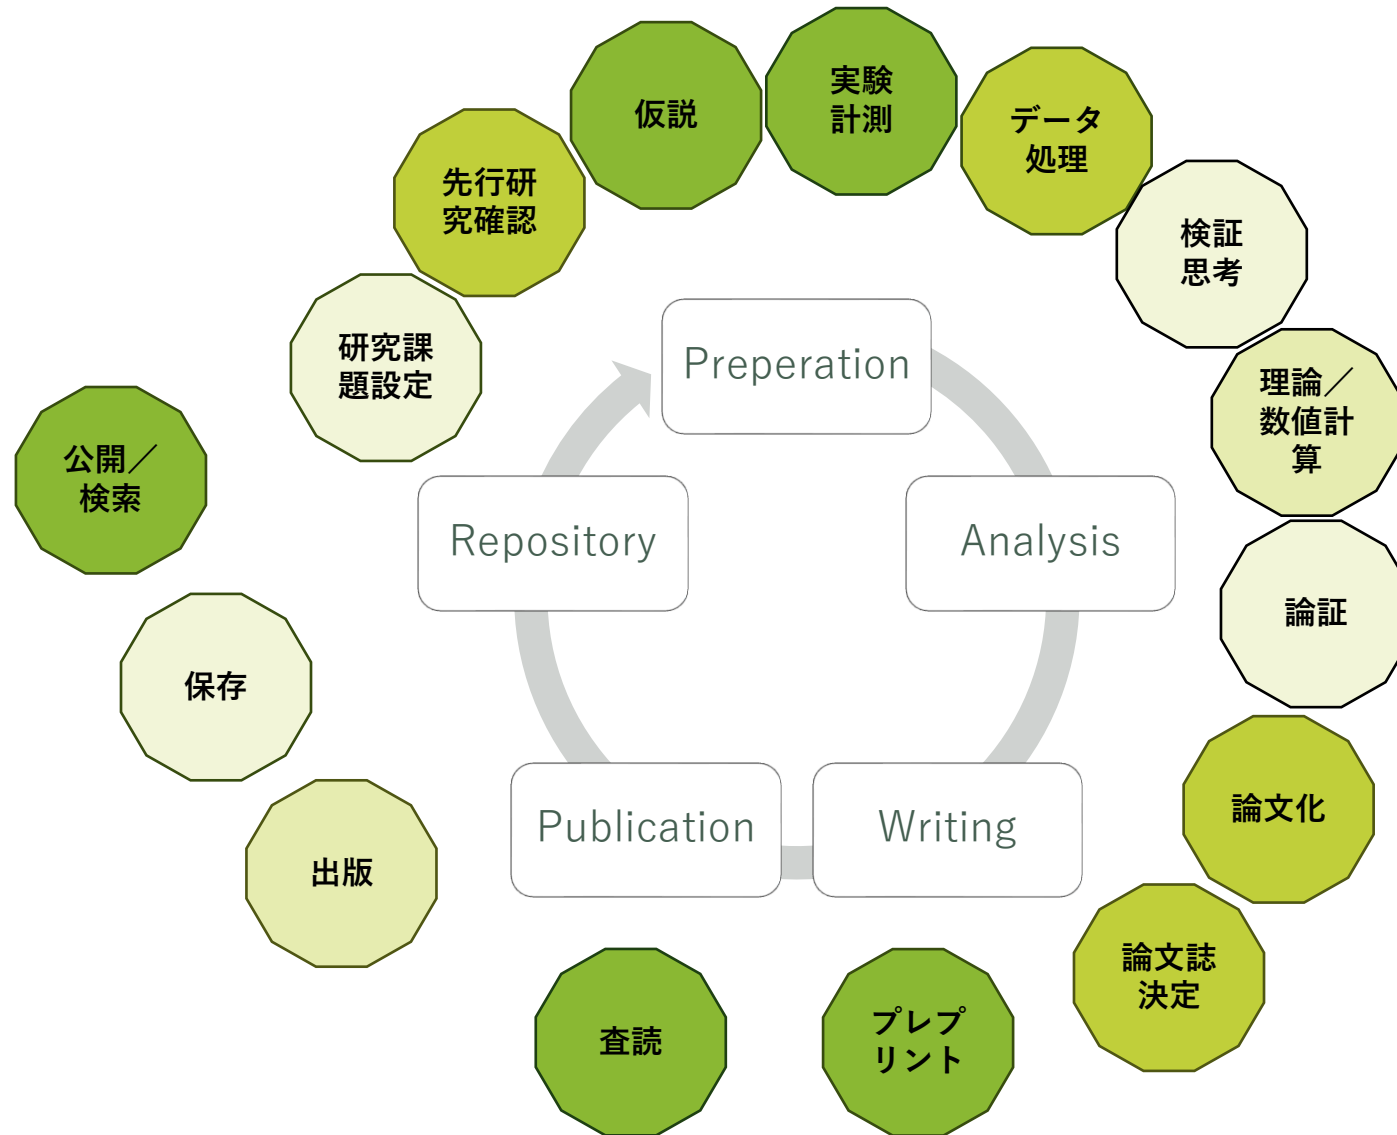 仮説
実験
計測
データ
処理
先行研
究確認
検証
思考
研究課
題設定
Preperation
理論／
数値計
算
公開／
検索
Repository
Analysis
論証
保存
論文化
Publication
Writing
出版
論文誌
決定
査読
プレプ
リント